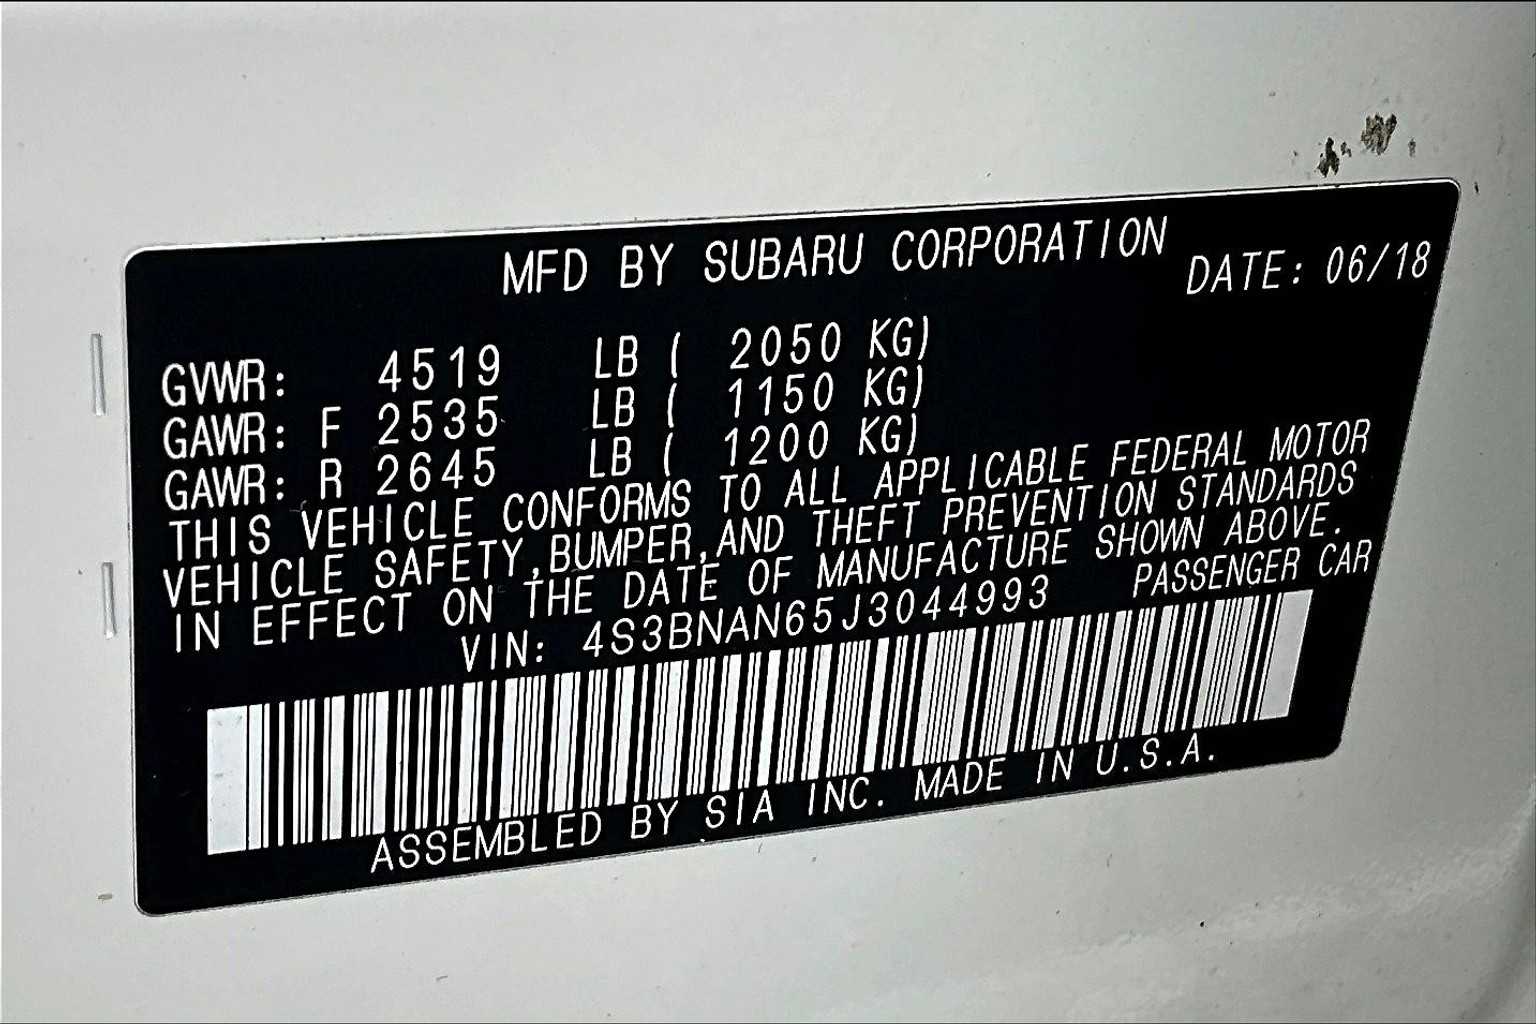 MFD BY SUBARU CORPORATION DATE: 06/18
GVWR: 4519 LB ( 2050 KG)
GAWR: F 2535 LB ( 1150 KG)
GAWR: R 2645 LB ( 1200 KG)
THIS VEHICLE CONFORMS TO ALL APPLICABLE FEDERAL MOTOR
VEHICLE SAFETY,BUMPER,AND THEFT PREVENTION STANDARDS
IN EFFECT ON THE DATE OF MANUFACTURE SHOWN ABOVE.
VIN: 4S3BNAN65J3044993 PASSENGER CAR
ASSEMBLED BY SIA INC. MADE IN U.S.A.